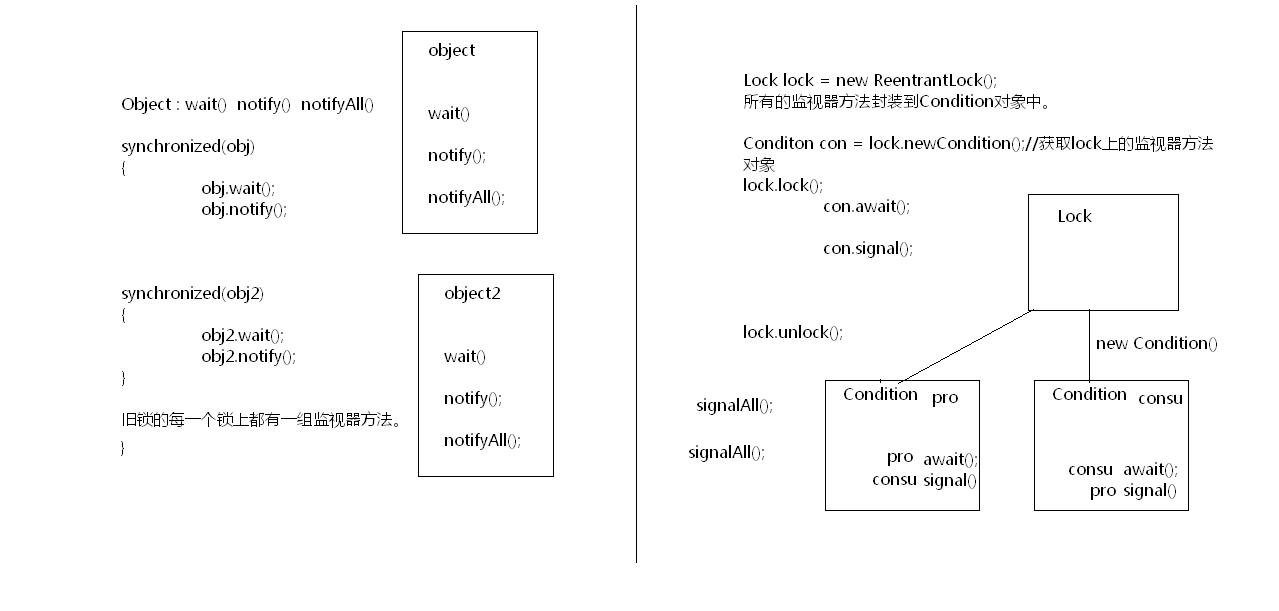 Object : wait()  notify()  notifyAll()
synchronized(obj)
{
obj.wait();
obj.notify();
object
wait()
notify();
notifyAll();
synchronized(obj2)
{
obj2.wait();
obj2.notify();
}
旧锁的每一个锁上都有一组监视器方法。
}
object2
wait()
notify();
notifyAll();
Lock lock = new ReentrantLock();
所有的监视器方法封装到Condition对象中。
Conditon con = lock.newCondition();//获取lock上的监视器方法
对象
lock.lock();
con.await();
con.signal();
lock.unlock();
Lock
new Condition()
signalAll();
signalAll();
Condition pro
pro await();
consu signal()
Condition consu
consu await();
pro signal()